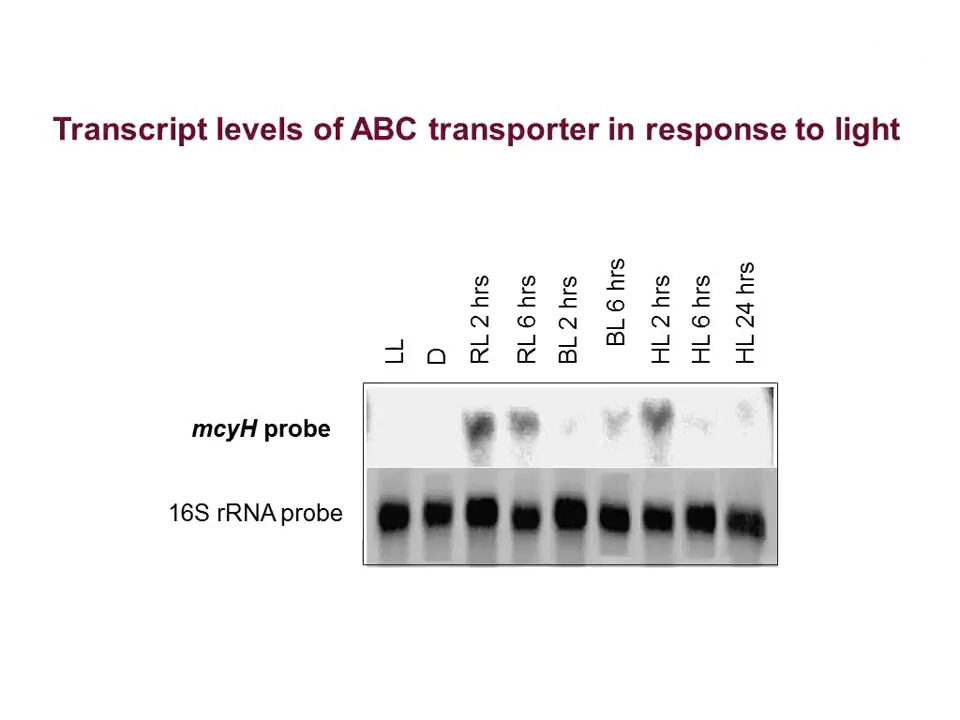 Transcript levels of ABC transporter in response to light
LL
D
RL 2 hrs
RL 6 hrs
BL 2 hrs
BL 6 hrs
HL 2 hrs
HL 6 hrs
HL 24 hrs
mcyH probe
16S rRNA probe